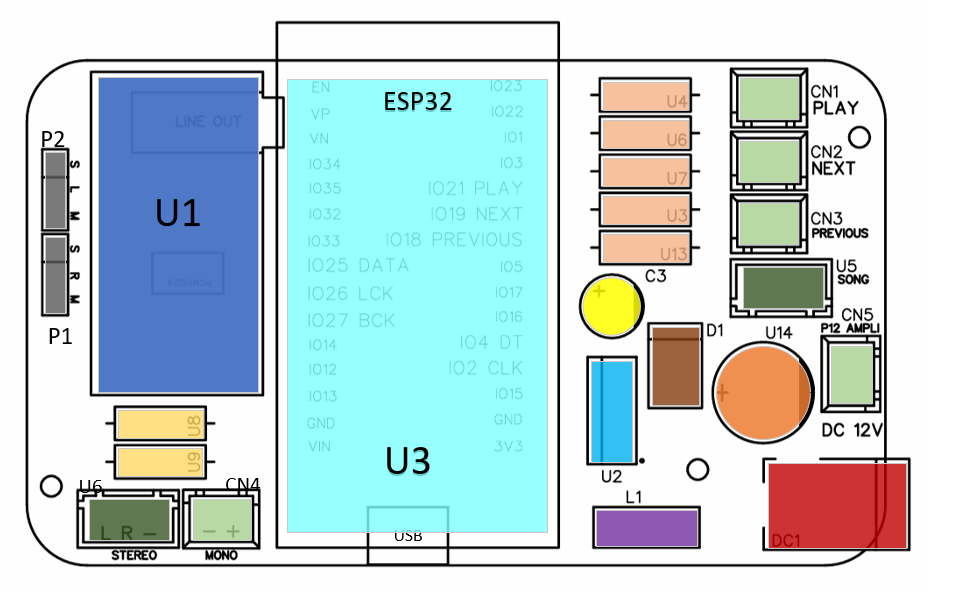 P2
S
L
M
S
R
M
P1
LINE OUT
U1
PCM5102A
U8
U9
U6
L R –
STEREO
CN4
– +
MONO
ESP32
EN IO23
VP IO22
VN IO1
IO34 IO3
IO35 IO21 PLAY
IO32 IO19 NEXT
IO33 IO18 PREVIOUS
IO25 DATA IO5
IO26 LCK IO17
IO27 BCK IO16
IO14 IO4 DT
IO12 IO2 CLK
IO13 IO15
GND GND
VIN 3V3
U3
USB
U4
U6
U7
U3
U13
C3
+
D1
U2
L1
CN1
PLAY
CN2
NEXT
CN3
PREVIOUS
U5
SONG
CN5
P12 AMPLI
U14
+
DC 12V
DC1